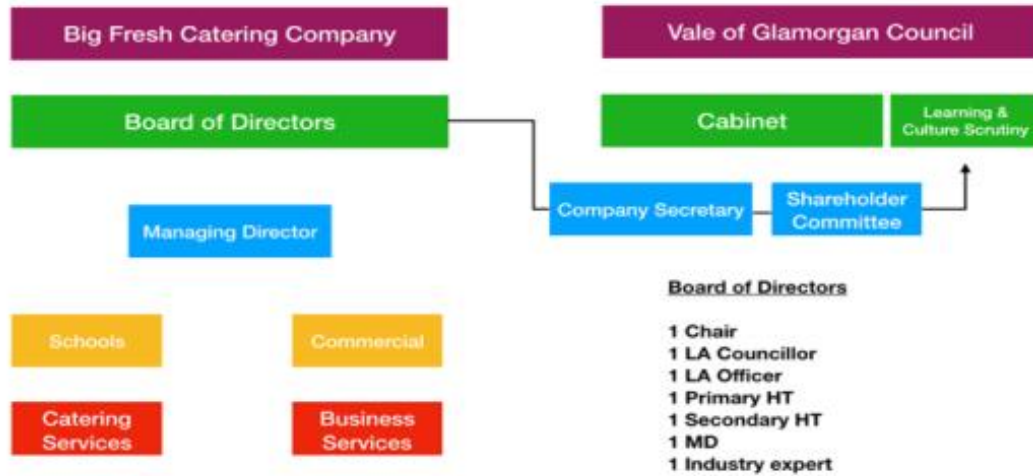 Big Fresh Catering Company
Vale of Glamorgan Council
Board of Directors
Cabinet
Learning &
Culture Scrutiny
Company Secretary
Shareholder
Committee
Managing Director
Board of Directors
1 Chair
1 LA Councillor
1 LA Officer
1 Primary HT
1 Secondary HT
1 MD
1 Industry expert
Schools
Commercial
Catering
Services
Business
Services